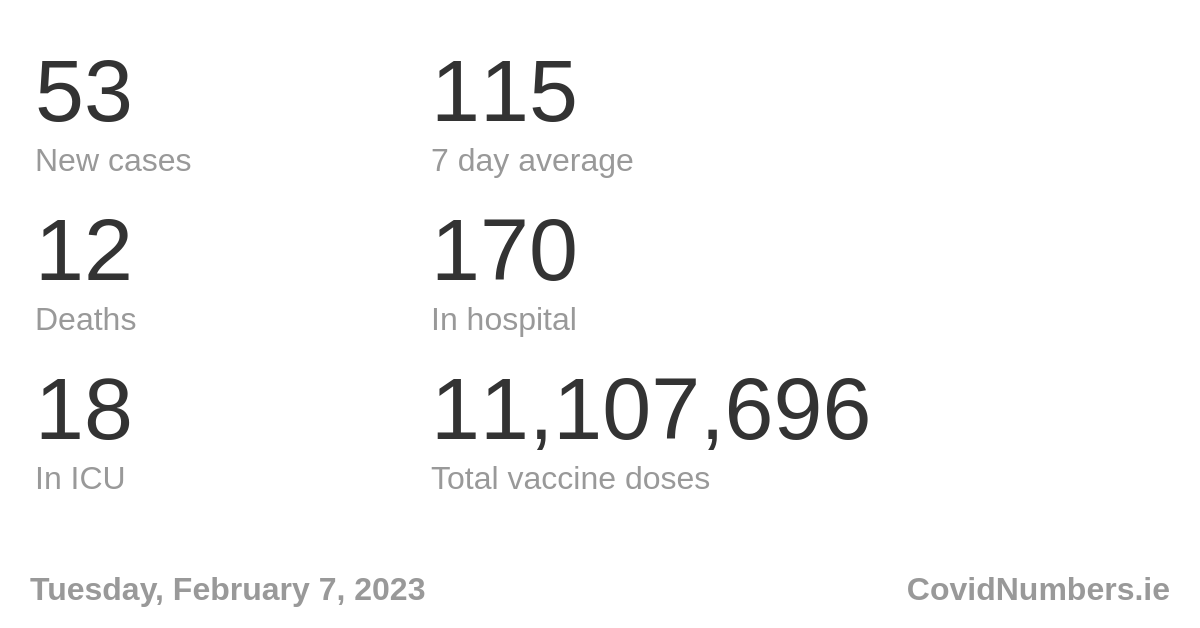 53
New cases
115
7 day average
12
Deaths
170
In hospital
18
In ICU
11,107,696
Total vaccine doses
Tuesday, February 7, 2023
CovidNumbers.ie